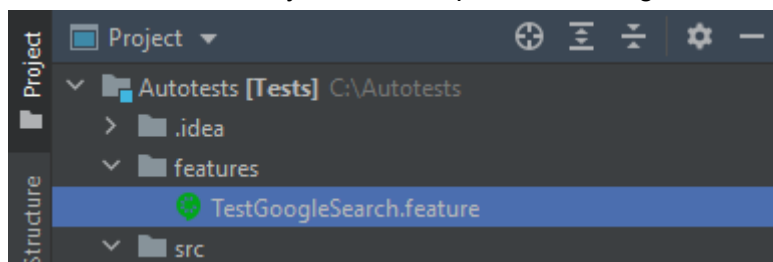 Project
Project
Autotests [Tests] C:\Autotests
.idea
features
TestGoogleSearch.feature
Structure
src